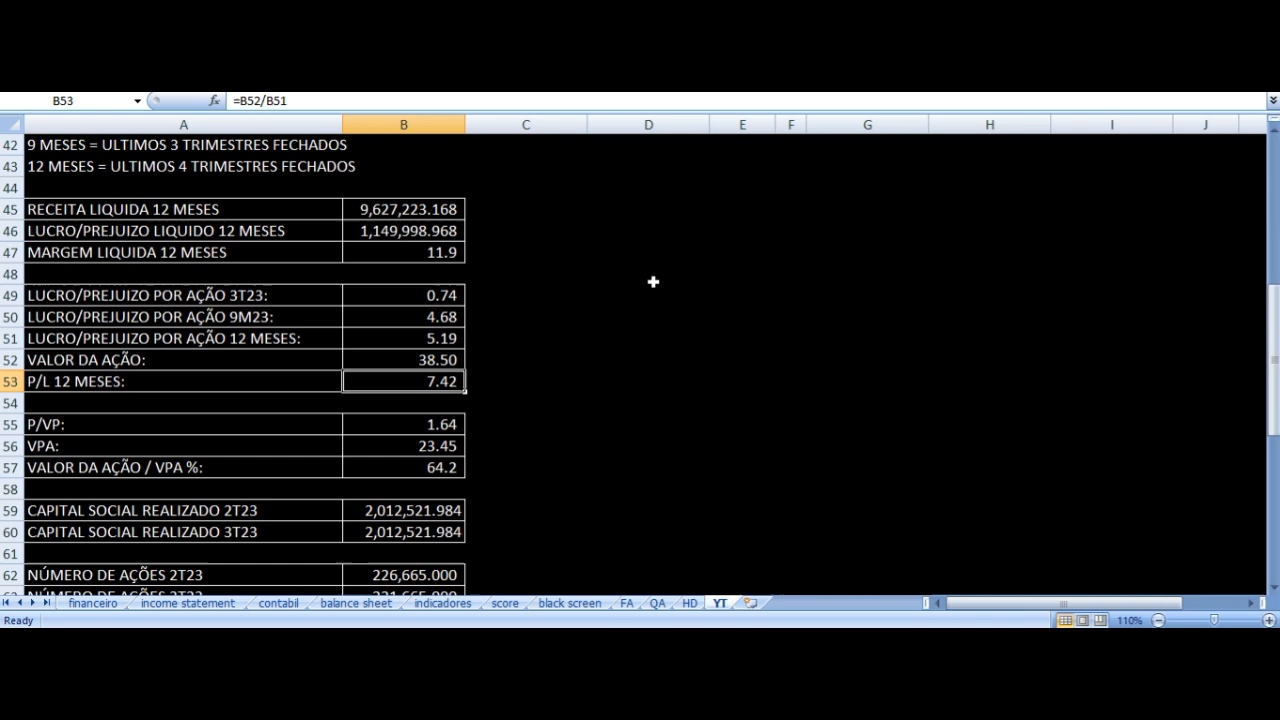 B53 =B52/B51
A B C D E F G H I J
42 9 MESES = ULTIMOS 3 TRIMESTRES FECHADOS
43 12 MESES = ULTIMOS 4 TRIMESTRES FECHADOS
44
45 RECEITA LIQUIDA 12 MESES 9,627,223.168
46 LUCRO/PREJUIZO LIQUIDO 12 MESES 1,149,998.968
47 MARGEM LIQUIDA 12 MESES 11.9
48
49 LUCRO/PREJUIZO POR AÇÃO 3T23: 0.74
50 LUCRO/PREJUIZO POR AÇÃO 9M23: 4.68
51 LUCRO/PREJUIZO POR AÇÃO 12 MESES: 5.19
52 VALOR DA AÇÃO: 38.50
53 P/L 12 MESES: 7.42
54
55 P/VP: 1.64
56 VPA: 23.45
57 VALOR DA AÇÃO / VPA %: 64.2
58
59 CAPITAL SOCIAL REALIZADO 2T23 2,012,521.984
60 CAPITAL SOCIAL REALIZADO 3T23 2,012,521.984
61
62 NÚMERO DE AÇÕES 2T23 226,665.000
financeiro income statement contabil balance sheet indicadores score black screen FA QA HD YT
Ready 110%